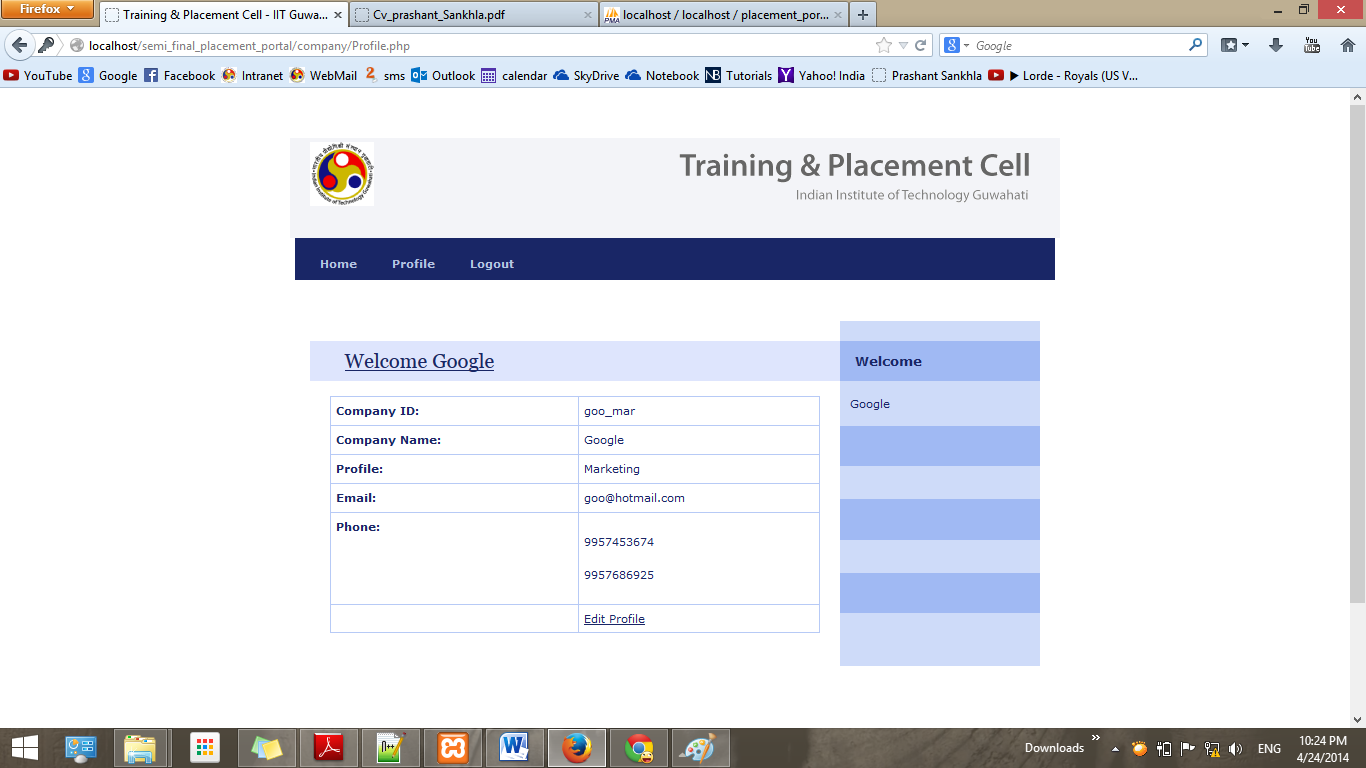 Firefox
Training & Placement Cell - IIT Guwa...
Cv_prashant_Sankhla.pdf
localhost / localhost / placement_por...
localhost/semi_final_placement_portal/company/Profile.php
Google
YouTube Google Facebook Intranet WebMail sms Outlook calendar SkyDrive Notebook Tutorials Yahoo! India Prashant Sankhla ▶ Lorde - Royals (US V...
Training & Placement Cell
Indian Institute of Technology Guwahati
Home Profile Logout
Welcome Google
Company ID: goo_mar
Company Name: Google
Profile: Marketing
Email: goo@hotmail.com
Phone:
9957453674
9957686925
Edit Profile
Welcome
Google
Downloads
ENG
10:24 PM
4/24/2014